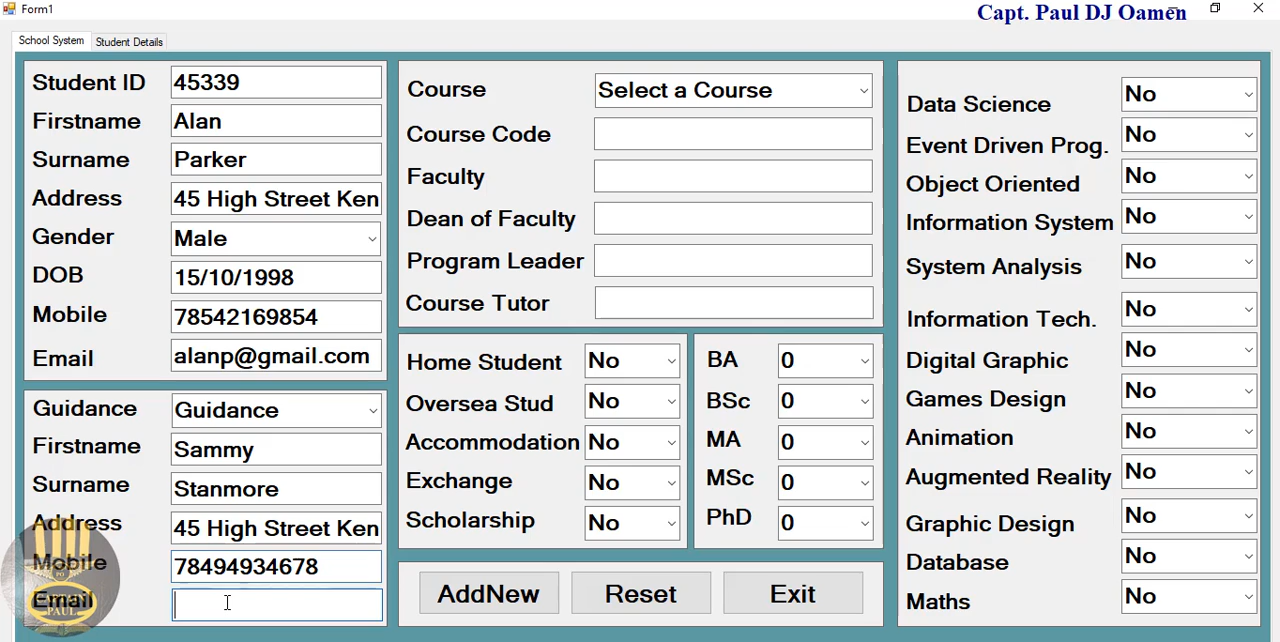 Form1
Capt. Paul DJ Oamen
School System
Student Details
Student ID 45339
Firstname Alan
Surname Parker
Address 45 High Street Ken
Gender Male
DOB 15/10/1998
Mobile 78542169854
Email alanp@gmail.com
Guidance Guidance
Firstname Sammy
Surname Stanmore
Address 45 High Street Ken
Mobile 78494934678
Email
CAPTAIN
PAUL
Course Select a Course
Course Code
Faculty
Dean of Faculty
Program Leader
Course Tutor
Home Student No
Oversea Stud No
Accommodation No
Exchange No
Scholarship No
BA 0
BSc 0
MA 0
MSc 0
PhD 0
AddNew Reset Exit
Data Science No
Event Driven Prog. No
Object Oriented No
Information System No
System Analysis No
Information Tech. No
Digital Graphic No
Games Design No
Animation No
Augmented Reality No
Graphic Design No
Database No
Maths No